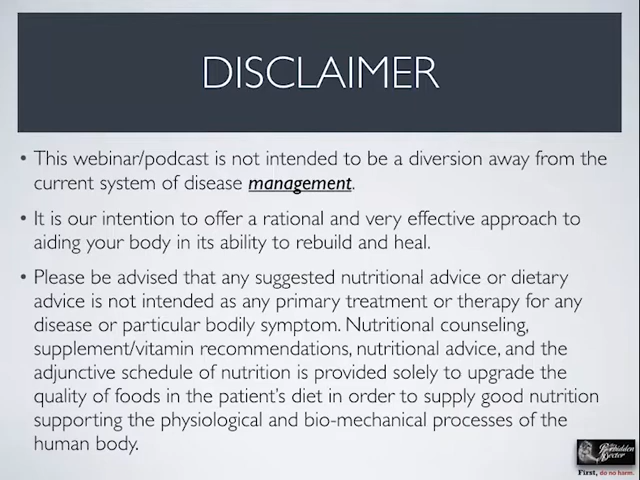 DISCLAIMER
• This webinar/podcast is not intended to be a diversion away from the
current system of disease management.
• It is our intention to offer a rational and very effective approach to
aiding your body in its ability to rebuild and heal.
• Please be advised that any suggested nutritional advice or dietary
advice is not intended as any primary treatment or therapy for any
disease or particular bodily symptom. Nutritional counseling,
supplement/vitamin recommendations, nutritional advice, and the
adjunctive schedule of nutrition is provided solely to upgrade the
quality of foods in the patient's diet in order to supply good nutrition
supporting the physiological and bio-mechanical processes of the
human body.
Forbidden
Doctor
First, do no harm.